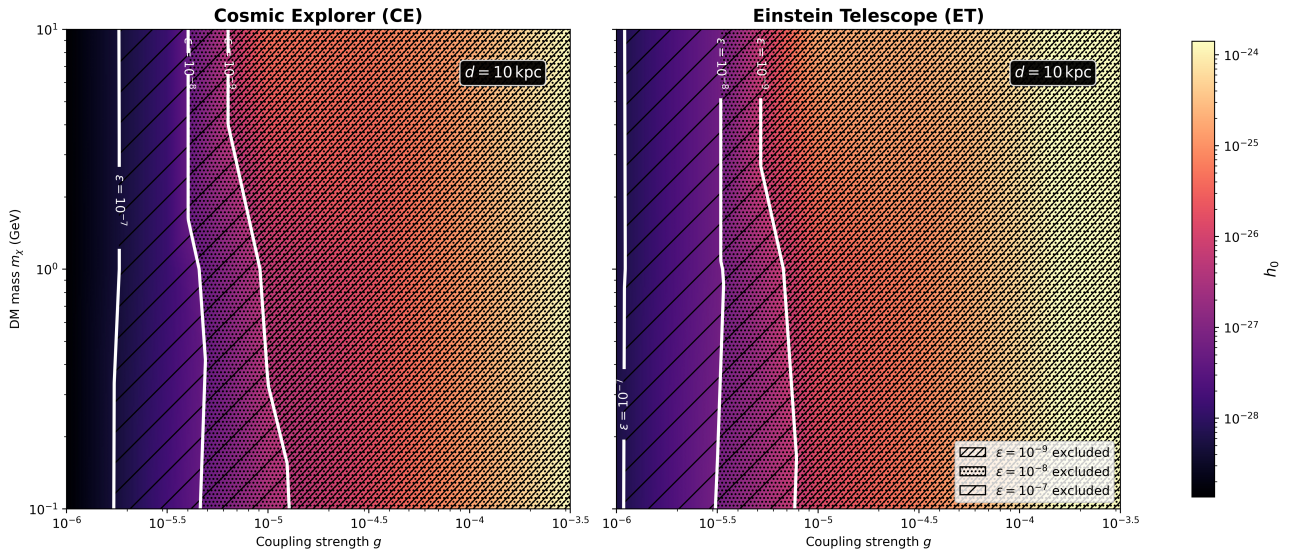 Cosmic Explorer (CE)
10¹
10⁰
10⁻¹
DM mass mᵪ (GeV)
ε = 10⁻⁷
ε = 10⁻⁸
ε = 10⁻⁹
d = 10 kpc
10⁻⁶
10⁻⁵·⁵
10⁻⁵
10⁻⁴·⁵
10⁻⁴
10⁻³·⁵
Coupling strength g
Einstein Telescope (ET)
ε = 10⁻⁷
ε = 10⁻⁸
ε = 10⁻⁹
d = 10 kpc
ε = 10⁻⁹ excluded
ε = 10⁻⁸ excluded
ε = 10⁻⁷ excluded
10⁻⁶
10⁻⁵·⁵
10⁻⁵
10⁻⁴·⁵
10⁻⁴
10⁻³·⁵
Coupling strength g
10⁻²⁴
10⁻²⁵
10⁻²⁶
10⁻²⁷
10⁻²⁸
h₀